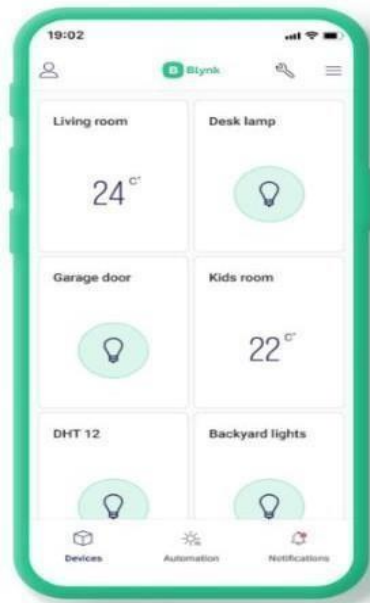 19:02
B Blynk
Living room
Desk lamp
24 C°
Garage door
Kids room
22 C°
DHT 12
Backyard lights
Devices
Automation
Notifications